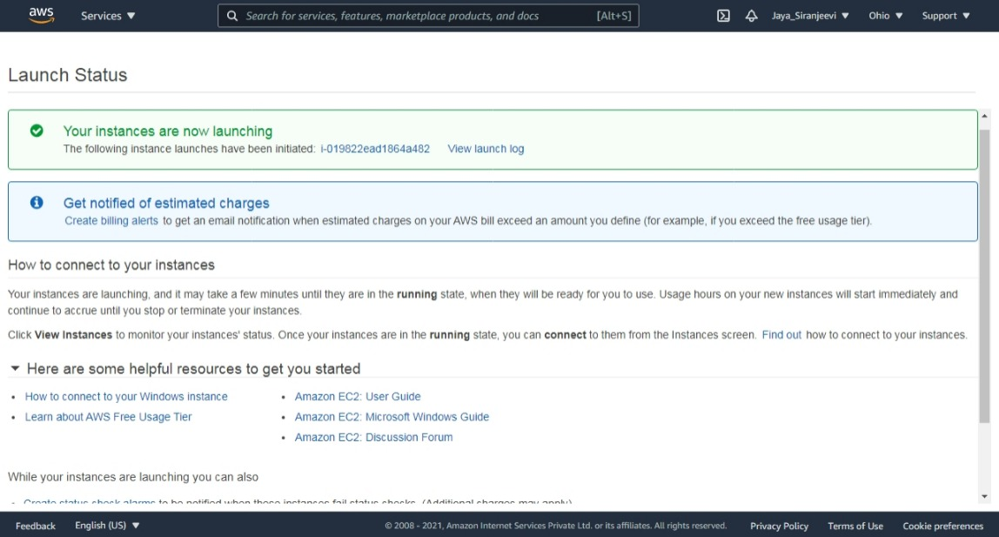 aws Services Search for services, features, marketplace products, and docs [Alt+S] Jaya_Siranjeevi Ohio Support
Launch Status
Your instances are now launching
The following instance launches have been initiated: i-019822ead1864a482 View launch log
Get notified of estimated charges
Create billing alerts to get an email notification when estimated charges on your AWS bill exceed an amount you define (for example, if you exceed the free usage tier).
How to connect to your instances
Your instances are launching, and it may take a few minutes until they are in the running state, when they will be ready for you to use. Usage hours on your new instances will start immediately and
continue to accrue until you stop or terminate your instances.
Click View Instances to monitor your instances' status. Once your instances are in the running state, you can connect to them from the Instances screen. Find out how to connect to your instances.
Here are some helpful resources to get you started
• How to connect to your Windows instance • Amazon EC2: User Guide
• Learn about AWS Free Usage Tier • Amazon EC2: Microsoft Windows Guide
• Amazon EC2: Discussion Forum
While your instances are launching you can also
Create status check alarms to be notified when these instances fail status checks. (Additional charges may apply)
Feedback English (US) © 2008 - 2021, Amazon Internet Services Private Ltd. or its affiliates. All rights reserved. Privacy Policy Terms of Use Cookie preferences